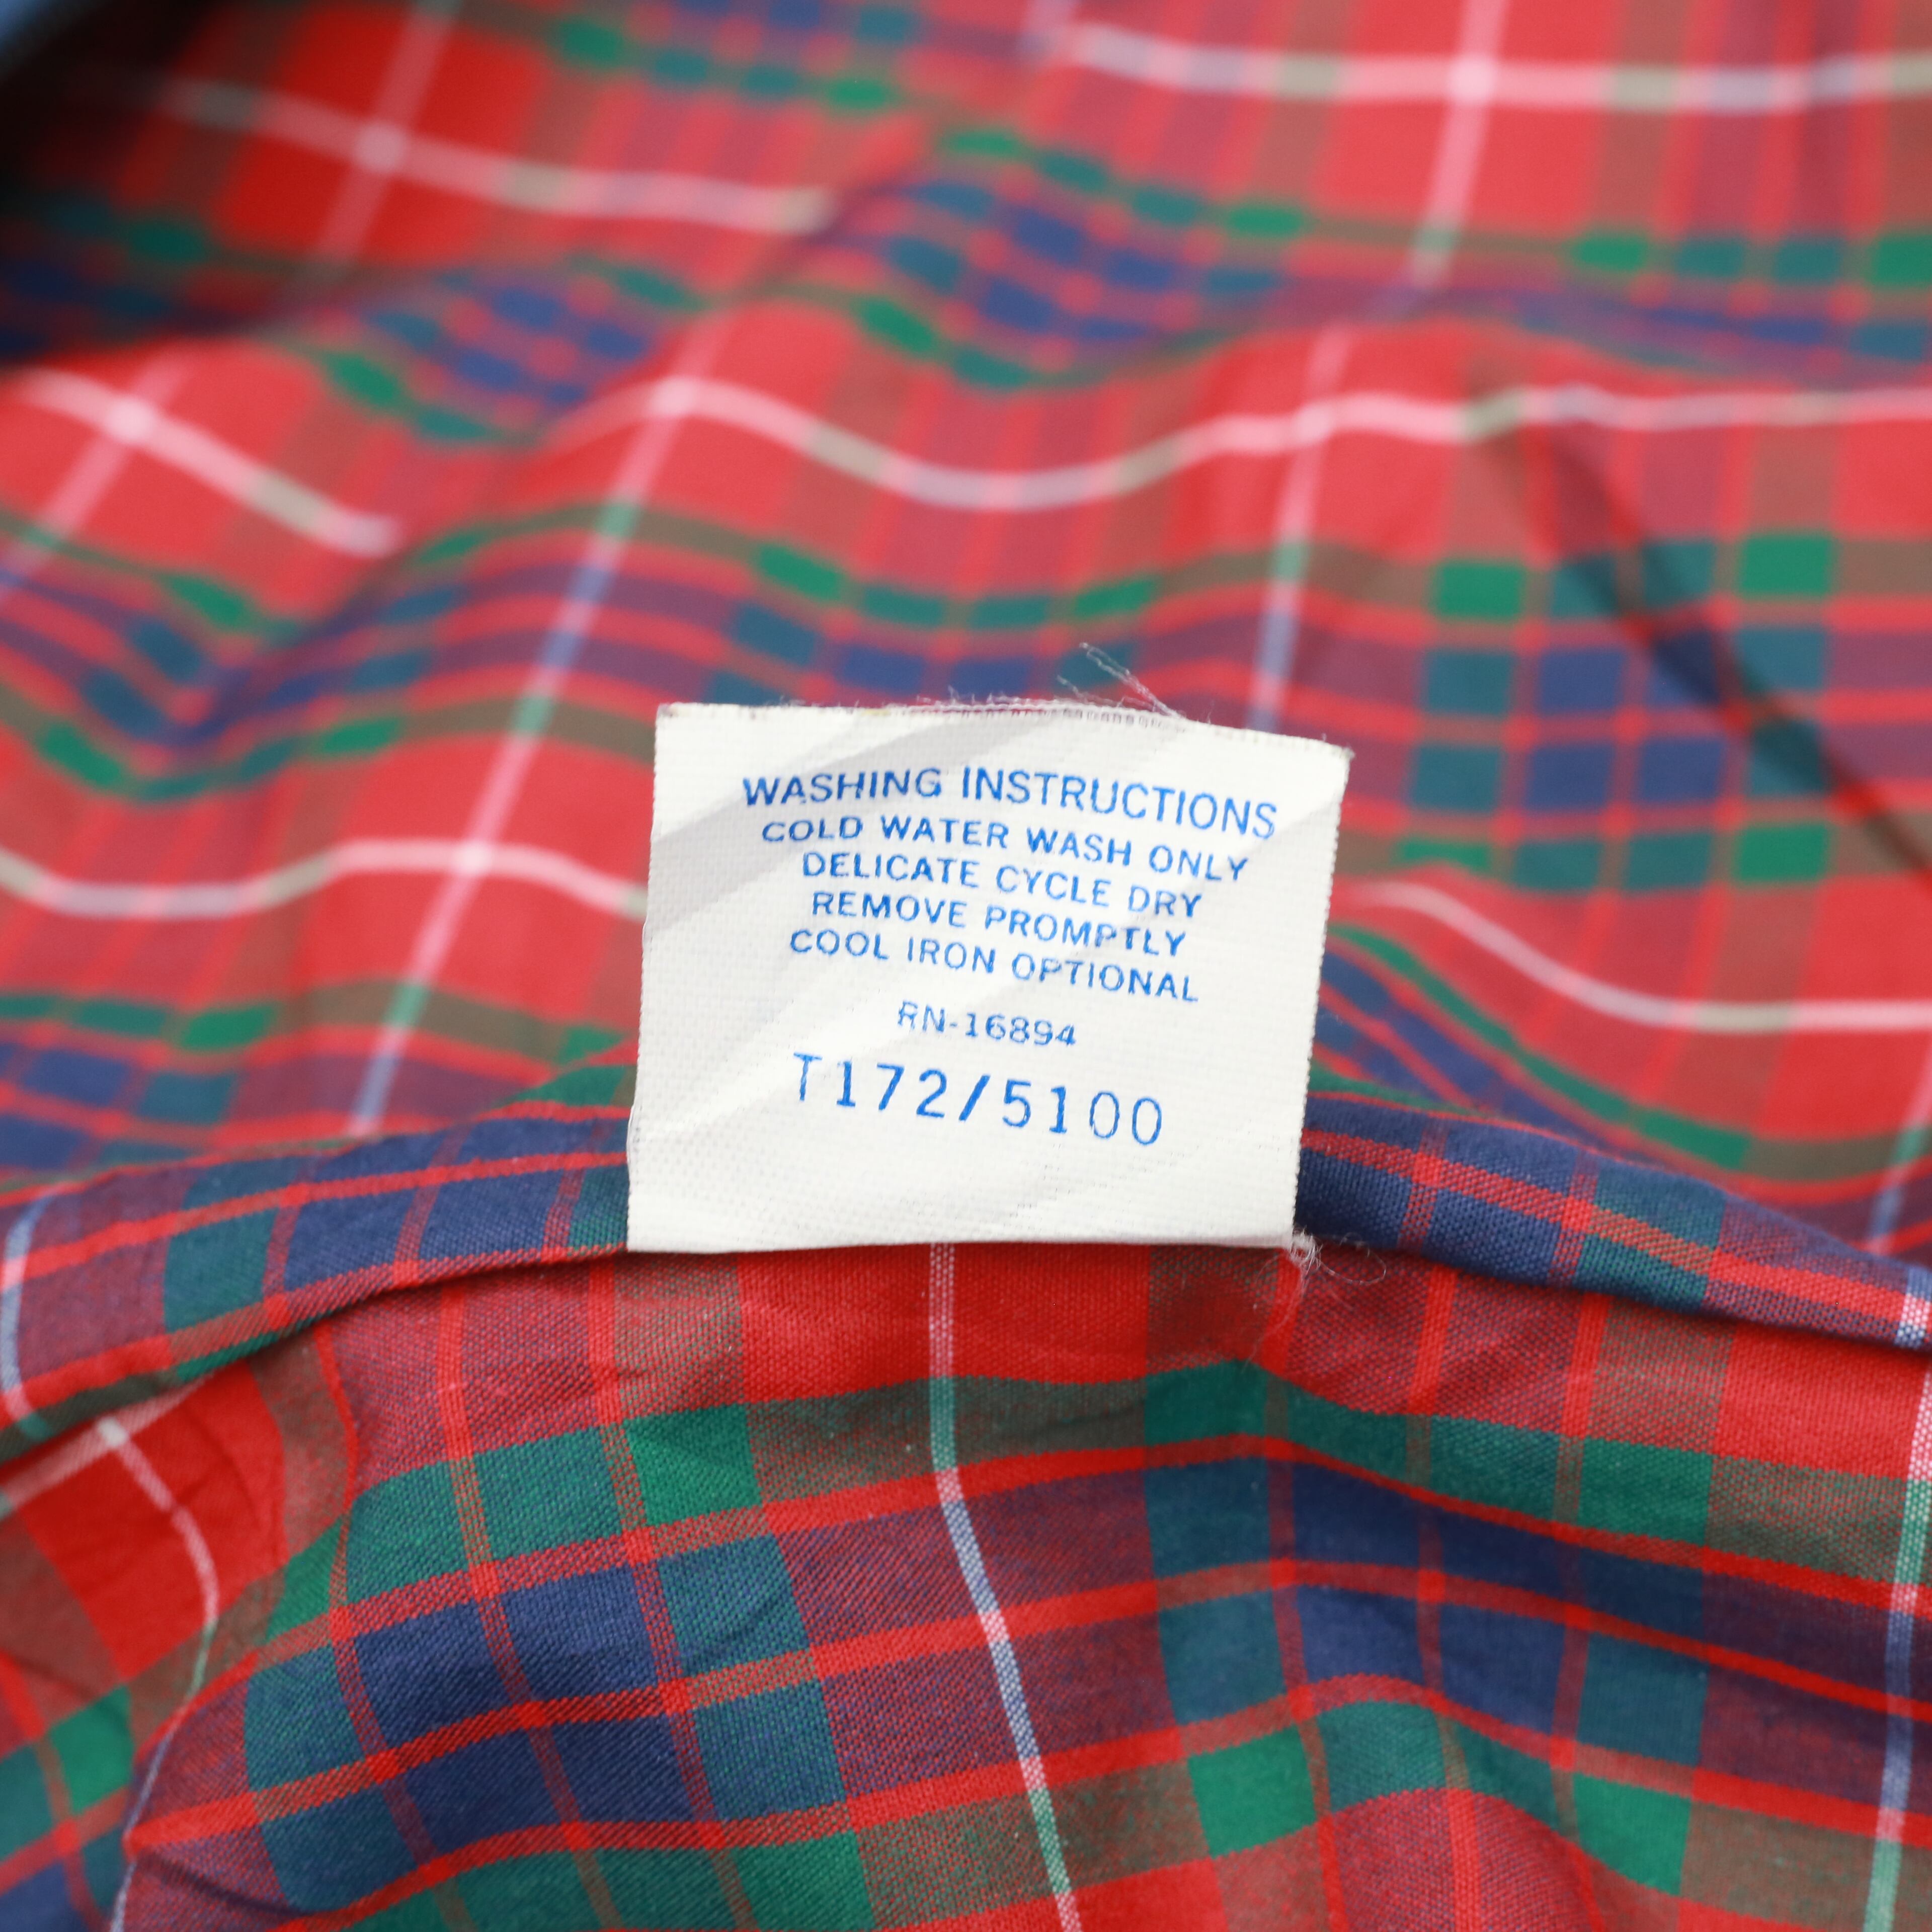 WASHING INSTRUCTIONS
COLD WATER WASH ONLY
DELICATE CYCLE DRY
REMOVE PROMPTLY
COOL IRON OPTIONAL
RN-16894
T172/5100